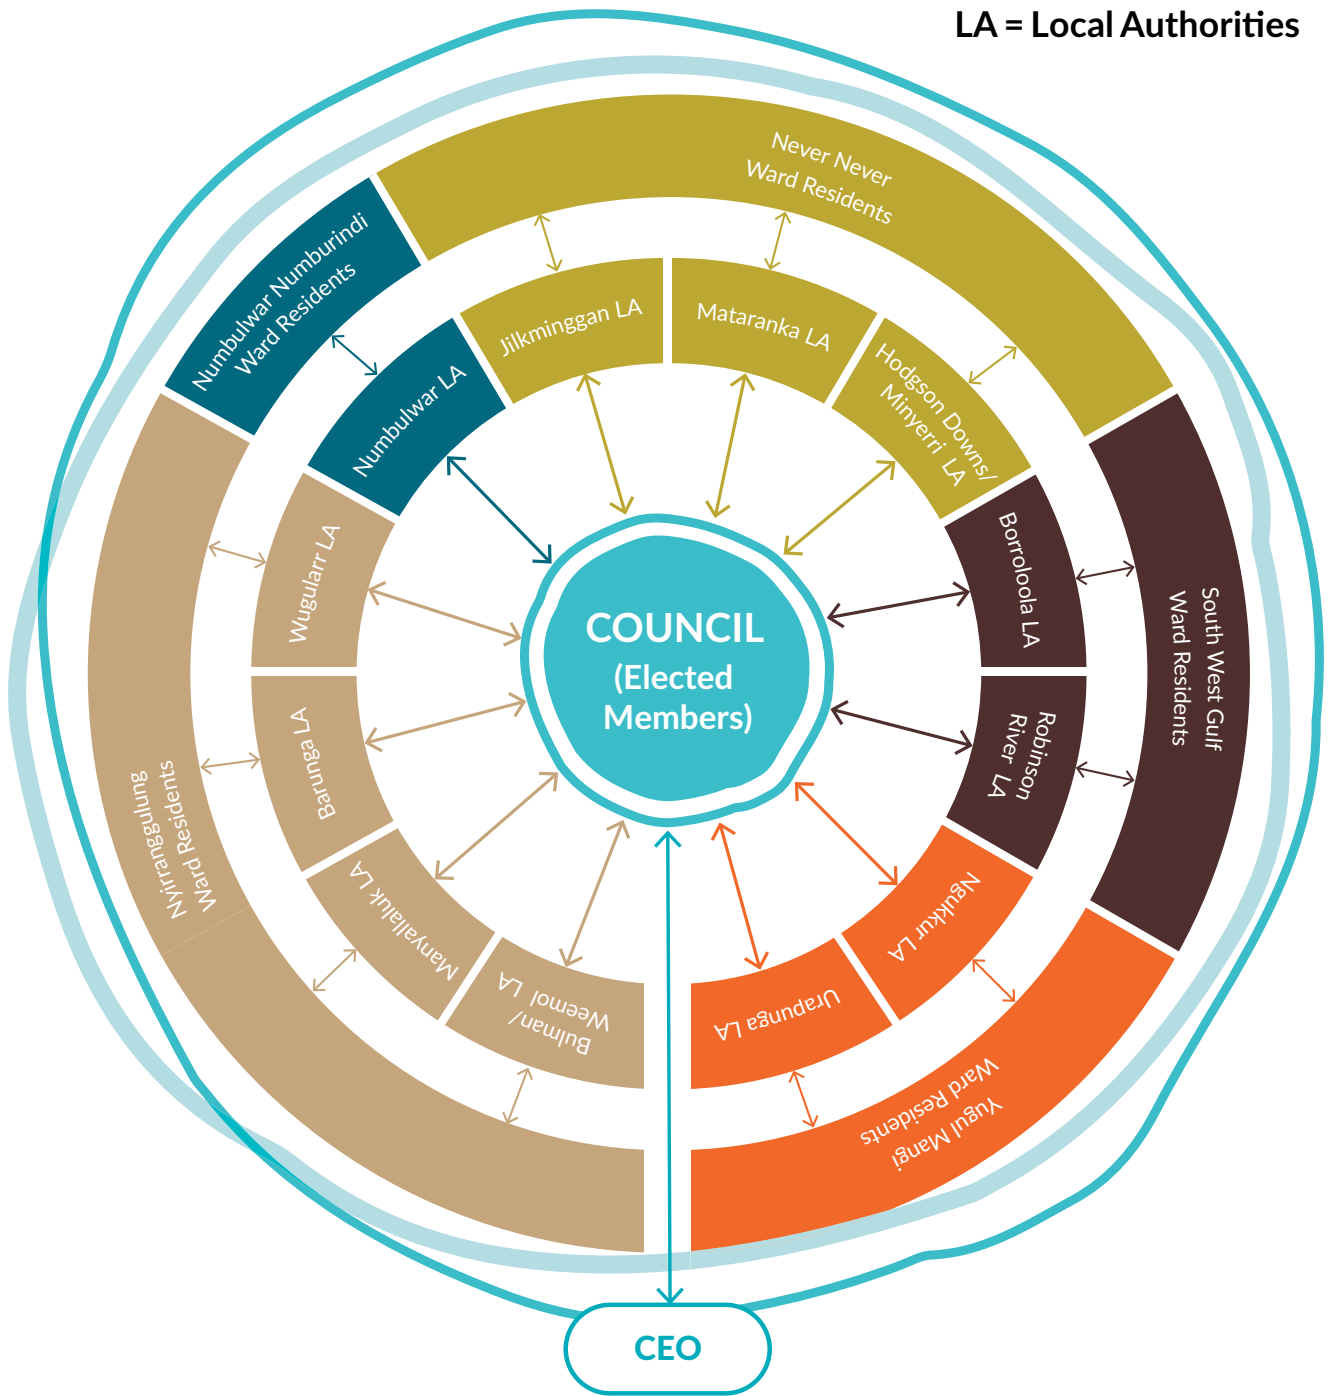 LA = Local Authorities
Never Never
Ward Residents
Numbulwar Numburindi
Ward Residents
Jilkminggan LA
Mataranka LA
Hodgson Downs/
Minyerri LA
Numbulwar LA
Borroloola LA
Wugularr LA
South West Gulf
Ward Residents
COUNCIL
(Elected
Members)
Robinson
River LA
Barunga LA
Nyirranggulung
Ward Residents
Manyallaluk LA
Ngukkur LA
Bulman/
Weemol LA
Urapunga LA
Yugul Mangi
Ward Residents
CEO